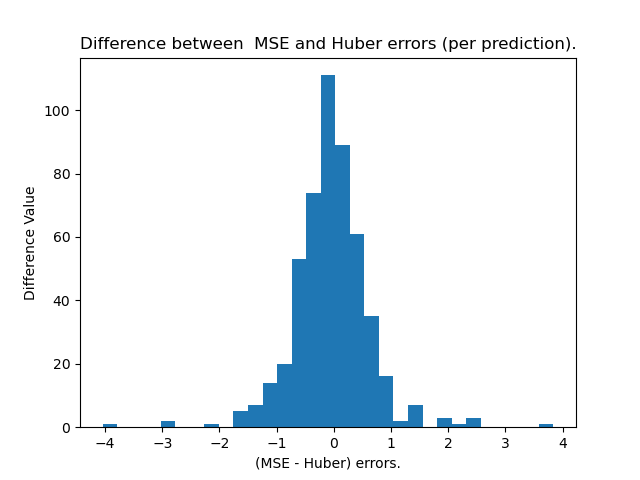 Difference between  MSE and Huber errors (per prediction).
100
80
60
40
20
0
Difference Value
−4 −3 −2 −1 0 1 2 3 4
(MSE - Huber) errors.